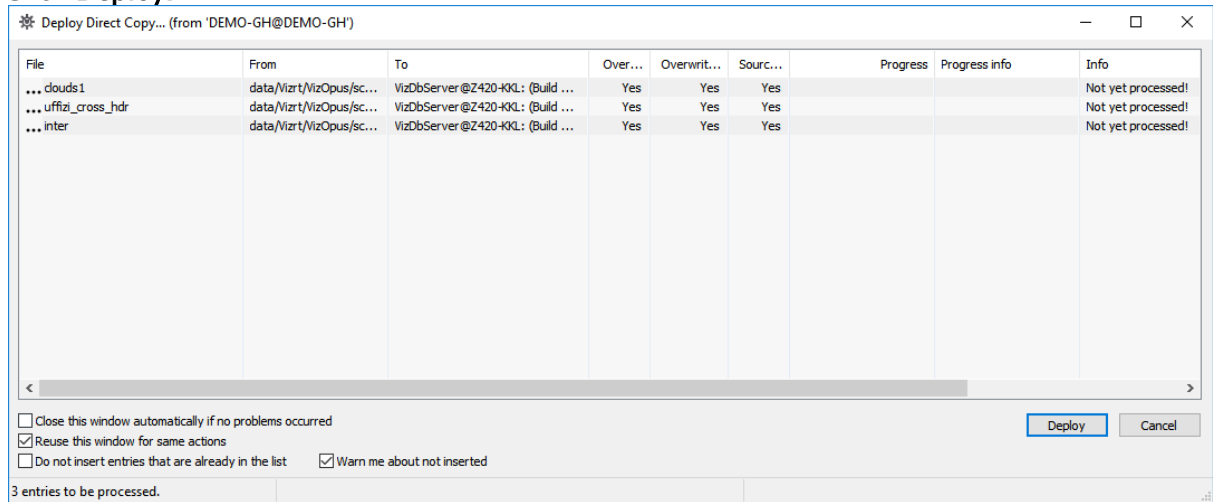 Deploy Direct Copy... (from 'DEMO-GH@DEMO-GH')
File From To Over... Overwrit... Sourc... Progress Progress info Info
... clouds1 data/Vizrt/VizOpus/sc... VizDbServer@Z420-KKL: (Build ... Yes Yes Yes Not yet processed!
... uffizi_cross_hdr data/Vizrt/VizOpus/sc... VizDbServer@Z420-KKL: (Build ... Yes Yes Yes Not yet processed!
... inter data/Vizrt/VizOpus/sc... VizDbServer@Z420-KKL: (Build ... Yes Yes Yes Not yet processed!
Close this window automatically if no problems occurred
Deploy Cancel
Reuse this window for same actions
Do not insert entries that are already in the list Warn me about not inserted
3 entries to be processed.